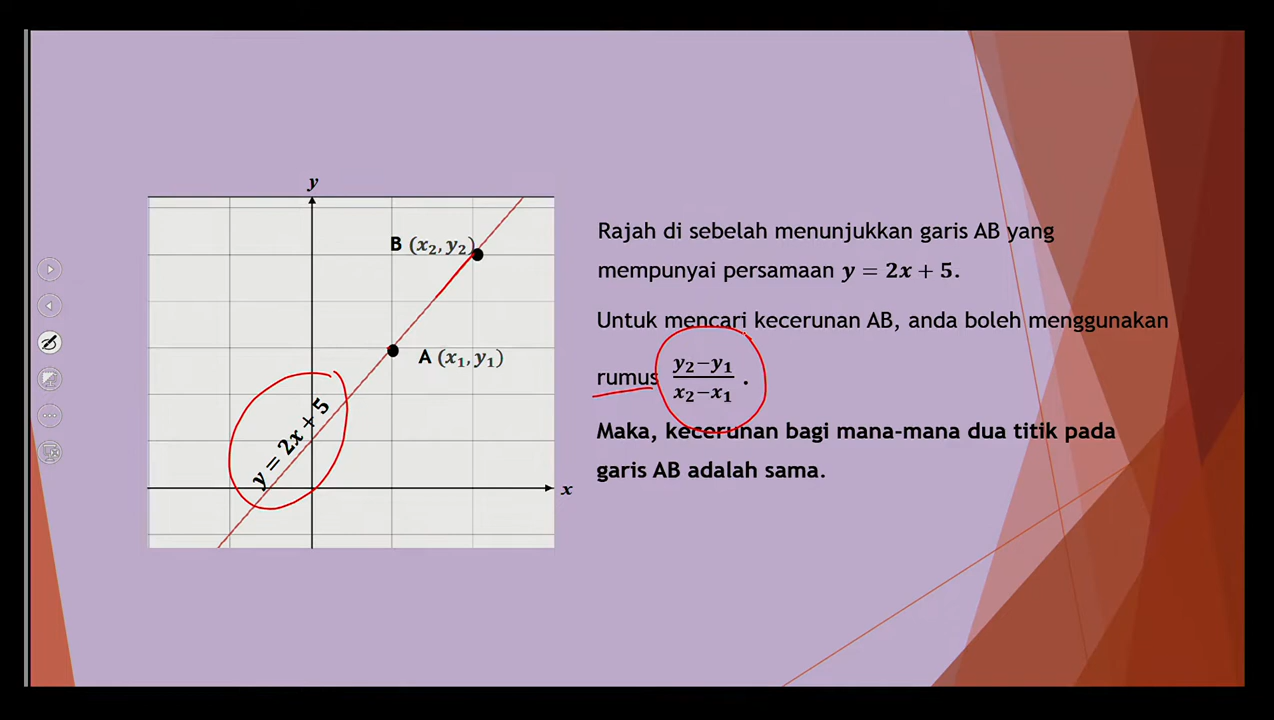 y
B (x₂, y₂)
A (x₁, y₁)
y = 2x + 5
x
Rajah di sebelah menunjukkan garis AB yang
mempunyai persamaan y = 2x + 5.
Untuk mencari kecerunan AB, anda boleh menggunakan
rumus (y₂−y₁)/(x₂−x₁) .
Maka, kecerunan bagi mana-mana dua titik pada
garis AB adalah sama.